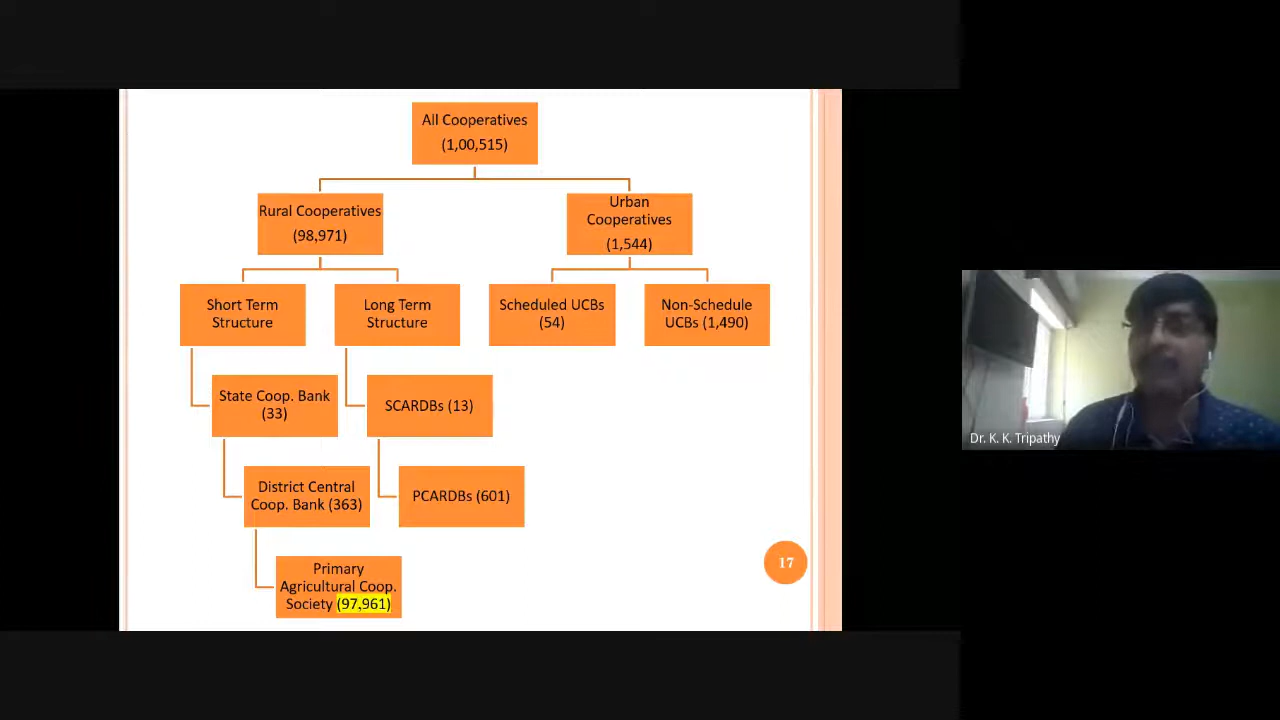 All Cooperatives
(1,00,515)
Rural Cooperatives
(98,971)
Urban
Cooperatives
(1,544)
Short Term
Structure
Long Term
Structure
Scheduled UCBs
(54)
Non-Schedule
UCBs (1,490)
State Coop. Bank
(33)
SCARDBs (13)
District Central
Coop. Bank (363)
PCARDBs (601)
Primary
Agricultural Coop.
Society (97,961)
17
Dr. K. K. Tripathy